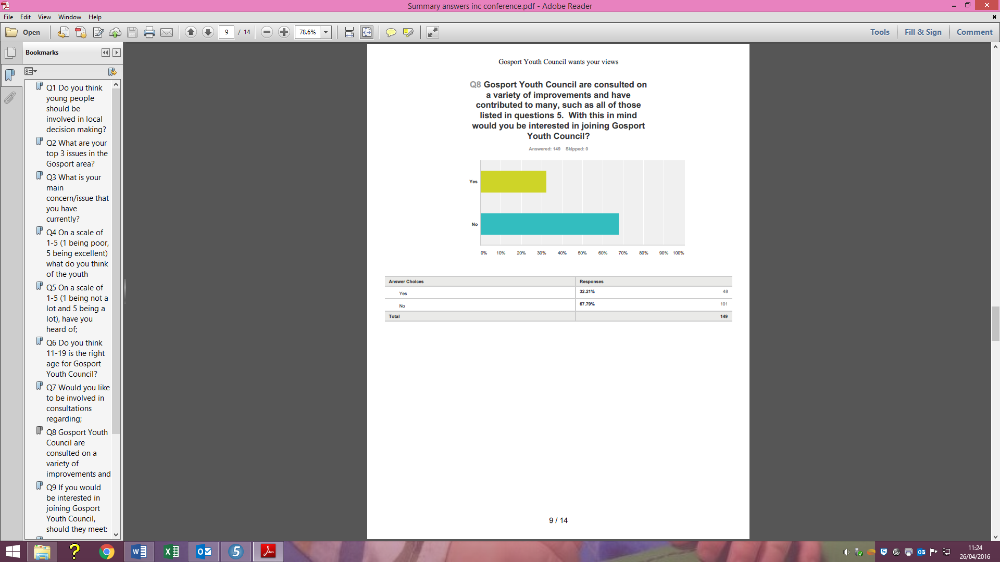 Summary answers inc conference.pdf - Adobe Reader
File Edit View Window Help
Open 9 / 14 78.6% Tools Fill & Sign Comment
Bookmarks
Q1 Do you think
young people
should be
involved in local
decision making?
Q2 What are your
top 3 issues in the
Gosport area?
Q3 What is your
main
concern/issue that
you have
currently?
Q4 On a scale of
1-5 (1 being poor,
5 being excellent)
what do you think
of the youth
Q5 On a scale of
1-5 (1 being not a
lot and 5 being a
lot), have you
heard of;
Q6 Do you think
11-19 is the right
age for Gosport
Youth Council?
Q7 Would you like
to be involved in
consultations
regarding;
Q8 Gosport Youth
Council are
consulted on a
variety of
improvements and
Q9 If you would
be interested in
joining Gosport
Youth Council,
should they meet:
Gosport Youth Council wants your views
Q8 Gosport Youth Council are consulted on
a variety of improvements and have
contributed to many, such as all of those
listed in questions 5. With this in mind
would you be interested in joining Gosport
Youth Council?
Answered: 149 Skipped: 0
Yes
No
0% 10% 20% 30% 40% 50% 60% 70% 80% 90% 100%
Answer Choices Responses
Yes 32.21% 48
No 67.79% 101
Total 149
9 / 14
11:24
26/04/2016